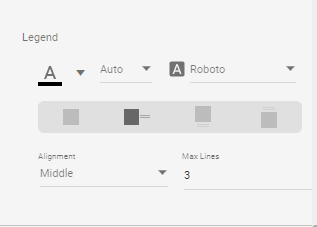 Legend
A Auto A Roboto
Alignment Max Lines
Middle 3